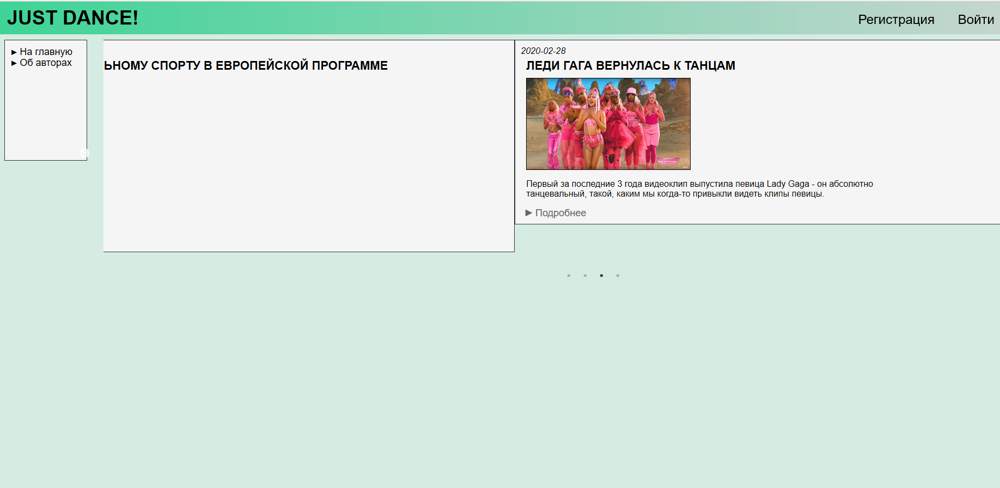 JUST DANCE!
Регистрация Войти
► На главную
► Об авторах
ЬНОМУ СПОРТУ В ЕВРОПЕЙСКОЙ ПРОГРАММЕ
2020-02-28
ЛЕДИ ГАГА ВЕРНУЛАСЬ К ТАНЦАМ
Первый за последние 3 года видеоклип выпустила певица Lady Gaga - он абсолютно
танцевальный, такой, каким мы когда-то привыкли видеть клипы певицы.
► Подробнее